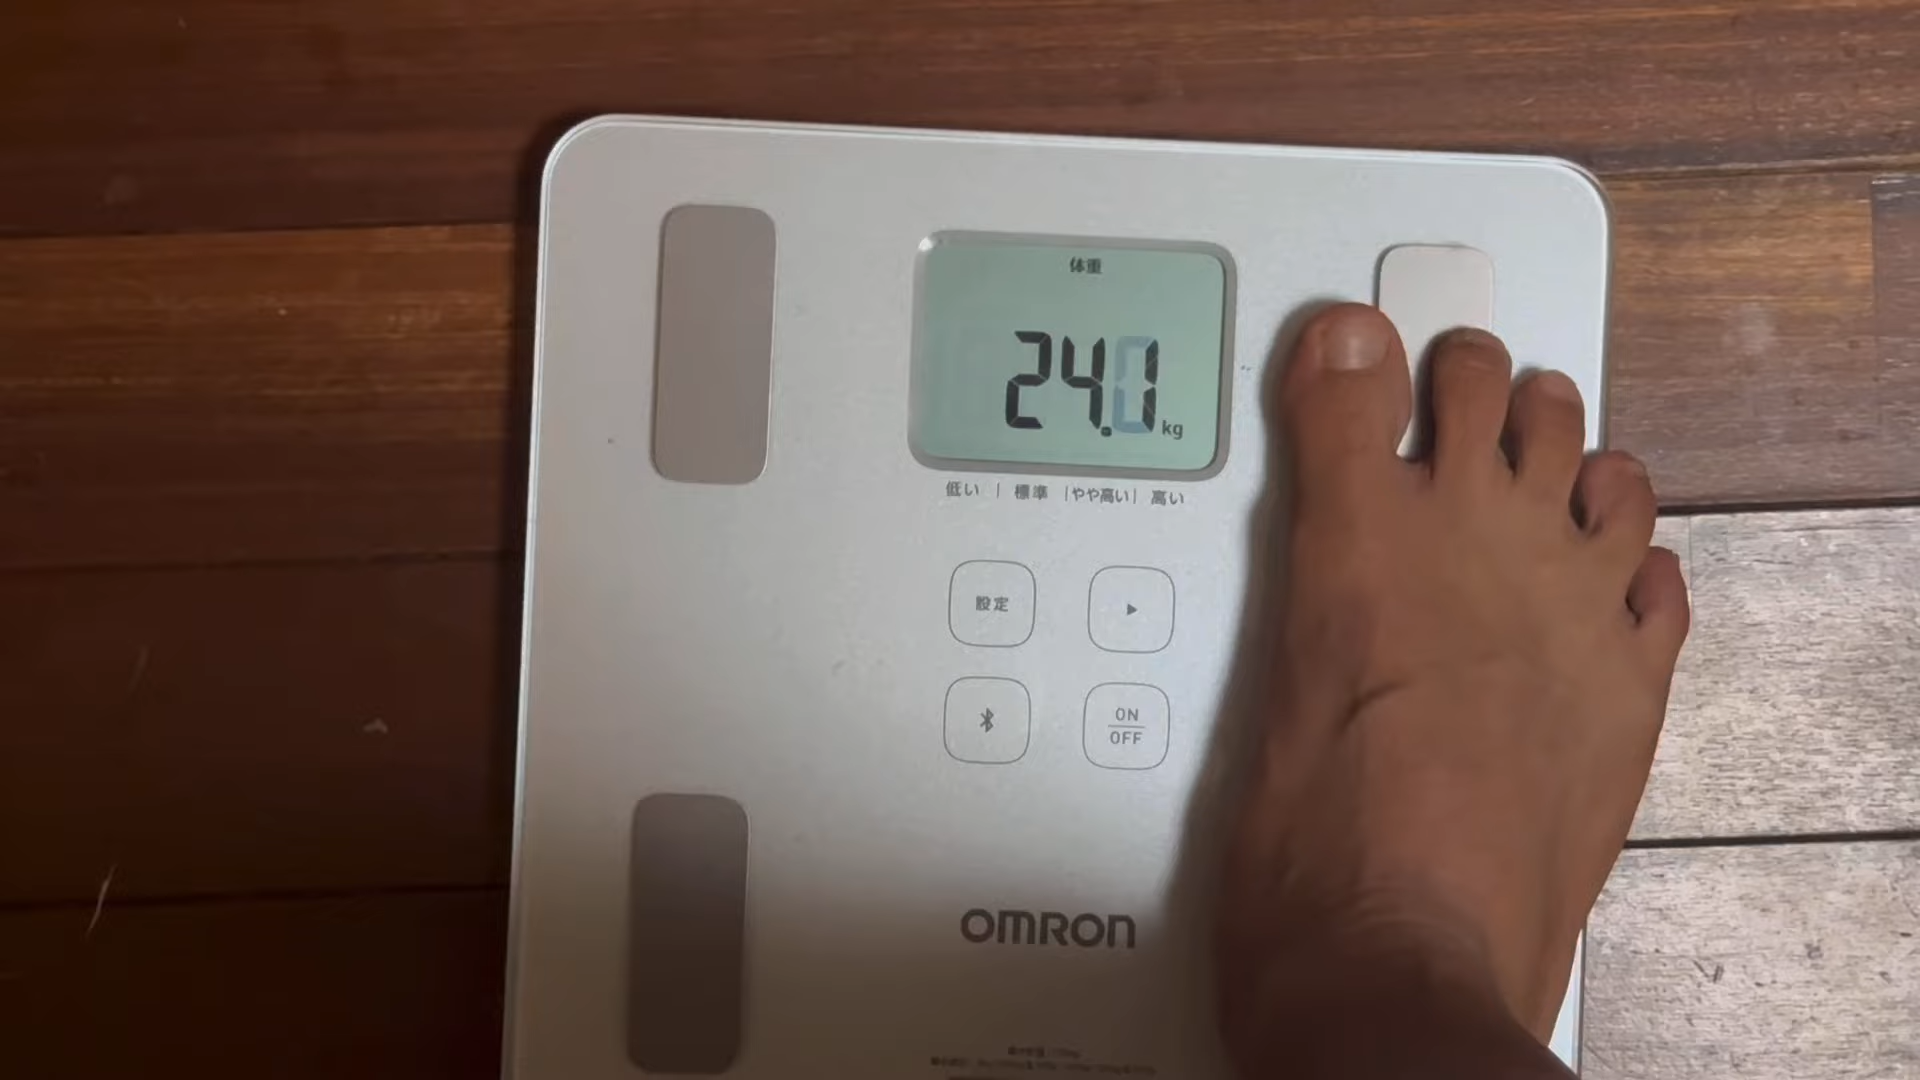 体重
24.1 kg
低い | 標準 |やや高い| 高い
設定
ON
OFF
OMRON